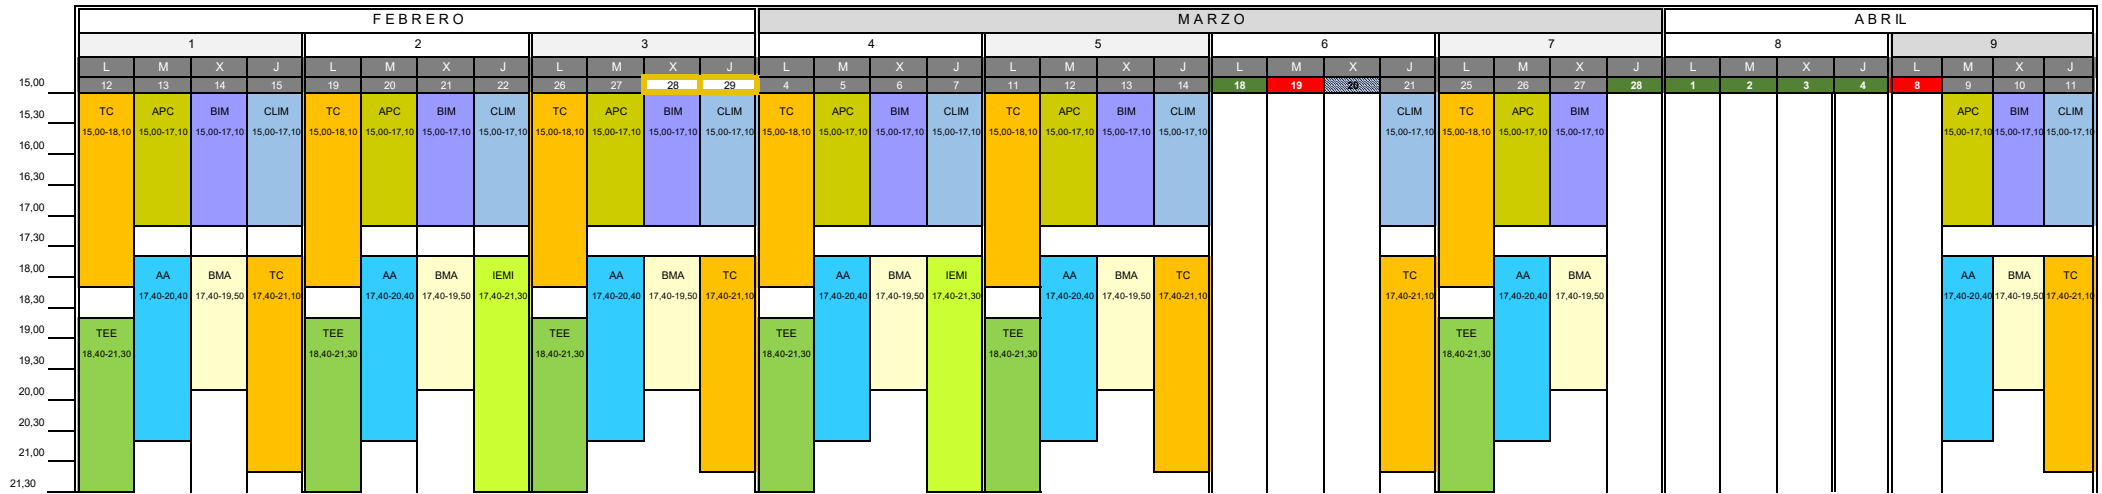 FEBRERO MARZO ABRIL
1 2 3 4 5 6 7 8 9
L M X J L M X J L M X J L M X J L M X J L M X J L M X J L M X J L M X J
15,00 12 13 14 15 19 20 21 22 26 27 28 29 4 5 6 7 11 12 13 14 18 19 20 21 25 26 27 28 1 2 3 4 8 9 10 11
TC APC BIM CLIM TC APC BIM CLIM TC APC BIM CLIM TC APC BIM CLIM TC APC BIM CLIM CLIM TC APC BIM APC BIM CLIM
15,30
15,00-18,10 15,00-17,10 15,00-17,10 15,00-17,10 15,00-18,10 15,00-17,10 15,00-17,10 15,00-17,10 15,00-18,10 15,00-17,10 15,00-17,10 15,00-17,10 15,00-18,10 15,00-17,10 15,00-17,10 15,00-17,10 15,00-18,10 15,00-17,10 15,00-17,10 15,00-17,10 15,00-17,10 15,00-18,10 15,00-17,10 15,00-17,10 15,00-17,10 15,00-17,10 15,00-17,10
16,00
16,30
17,00
17,30
18,00 AA BMA TC AA BMA IEMI AA BMA TC AA BMA IEMI AA BMA TC TC AA BMA AA BMA TC
17,40-20,40 17,40-19,50 17,40-21,10 17,40-20,40 17,40-19,50 17,40-21,30 17,40-20,40 17,40-19,50 17,40-21,10 17,40-20,40 17,40-19,50 17,40-21,30 17,40-20,40 17,40-19,50 17,40-21,10 17,40-21,10 17,40-20,40 17,40-19,50 17,40-20,40 17,40-19,50 17,40-21,10
18,30
19,00 TEE TEE TEE TEE TEE TEE
18,40-21,30 18,40-21,30 18,40-21,30 18,40-21,30 18,40-21,30 18,40-21,30
19,30
20,00
20,30
21,00
21,30